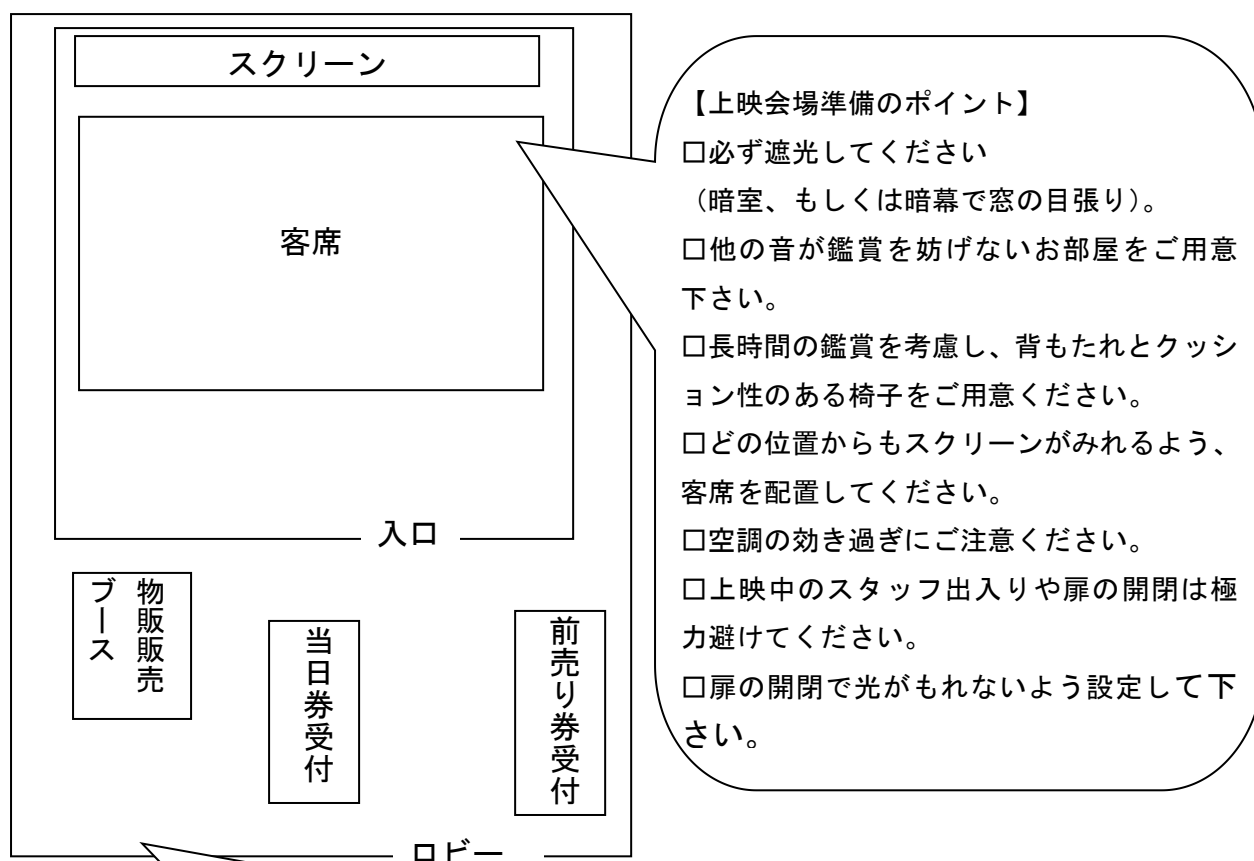 スクリーン
客席
入口
物販販売
ブース
当日券受付
前売り券受付
ロビー
【上映会場準備のポイント】
□必ず遮光してください
（暗室、もしくは暗幕で窓の目張り）。
□他の音が鑑賞を妨げないお部屋をご用意
下さい。
□長時間の鑑賞を考慮し、背もたれとクッシ
ョン性のある椅子をご用意ください。
□どの位置からもスクリーンがみれるよう、
客席を配置してください。
□空調の効き過ぎにご注意ください。
□上映中のスタッフ出入りや扉の開閉は極
力避けてください。
□扉の開閉で光がもれないよう設定して下
さい。